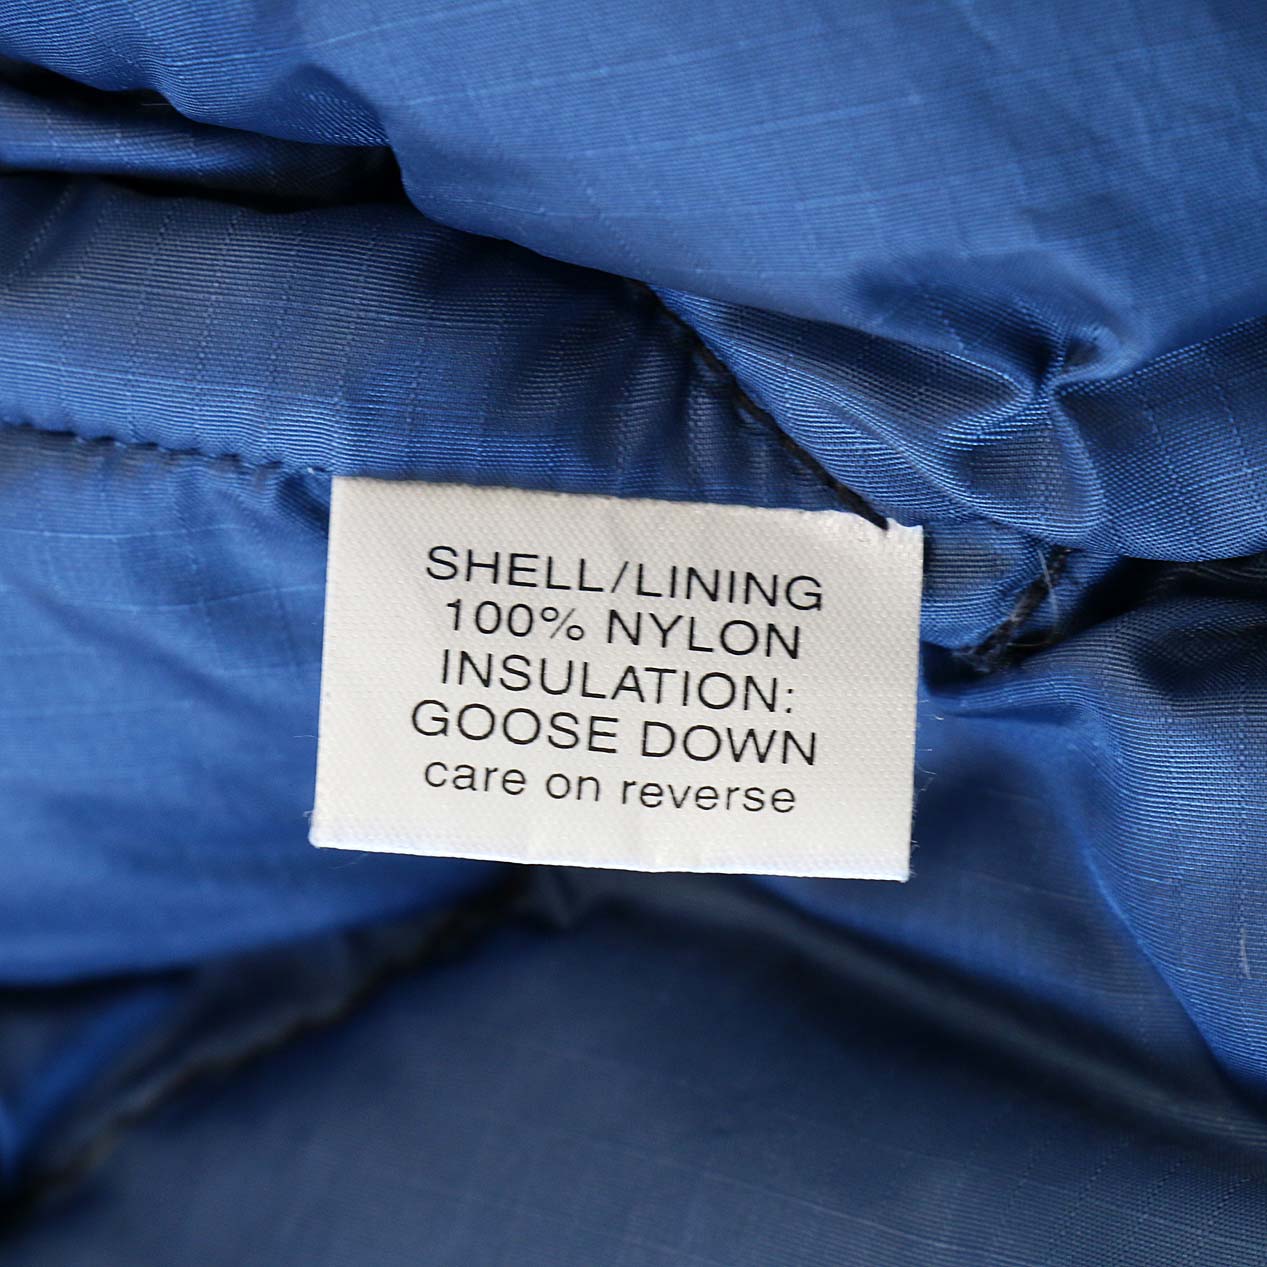 SHELL/LINING
100% NYLON
INSULATION:
GOOSE DOWN
care on reverse